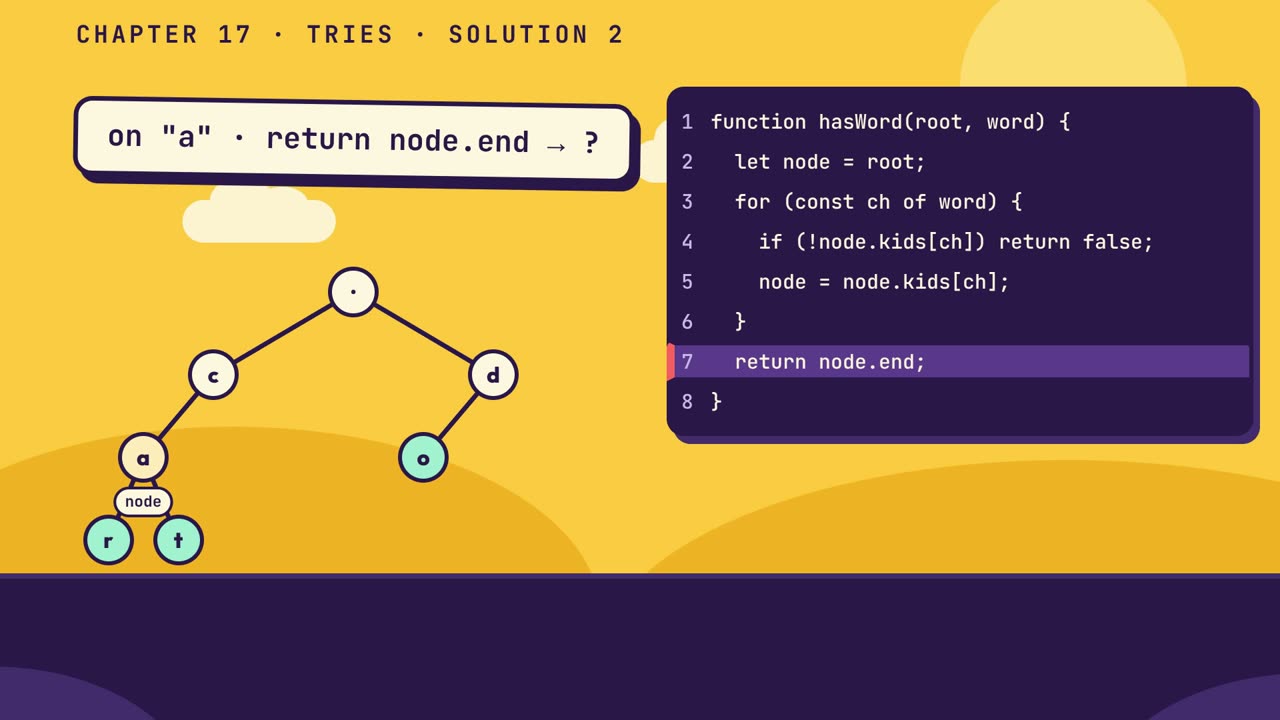 CHAPTER 17 · TRIES · SOLUTION 2
on "a" · return node.end → ?
1 function hasWord(root, word) {
2   let node = root;
3   for (const ch of word) {
4     if (!node.kids[ch]) return false;
5     node = node.kids[ch];
6   }
7   return node.end;
8 }
·
c d
a o
node
r t